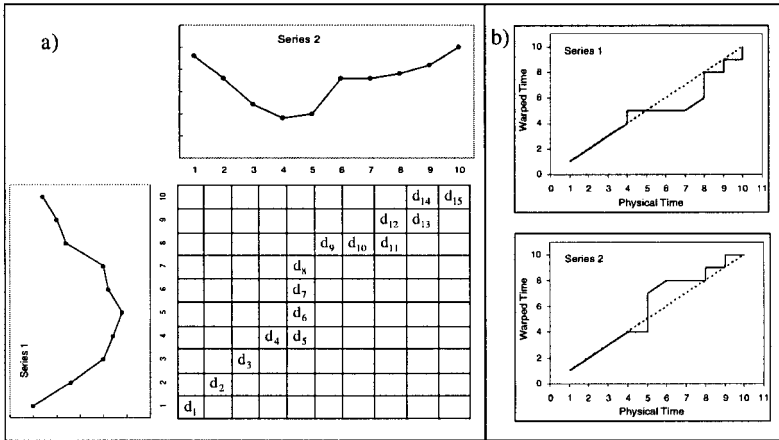 a)
Series 2
1 2 3 4 5 6 7 8 9 10
Series 1
1 2 3 4 5 6 7 8 9 10
d14 d15
d12 d13
d9 d10 d11
d8
d7
d6
d4 d5
d3
d2
d1
b)
Series 1
Warped Time
10
8
6
4
2
0
0 1 2 3 4 5 6 7 8 9 10 11
Physical Time
Series 2
Warped Time
10
8
6
4
2
0
0 1 2 3 4 5 6 7 8 9 10 11
Physical Time